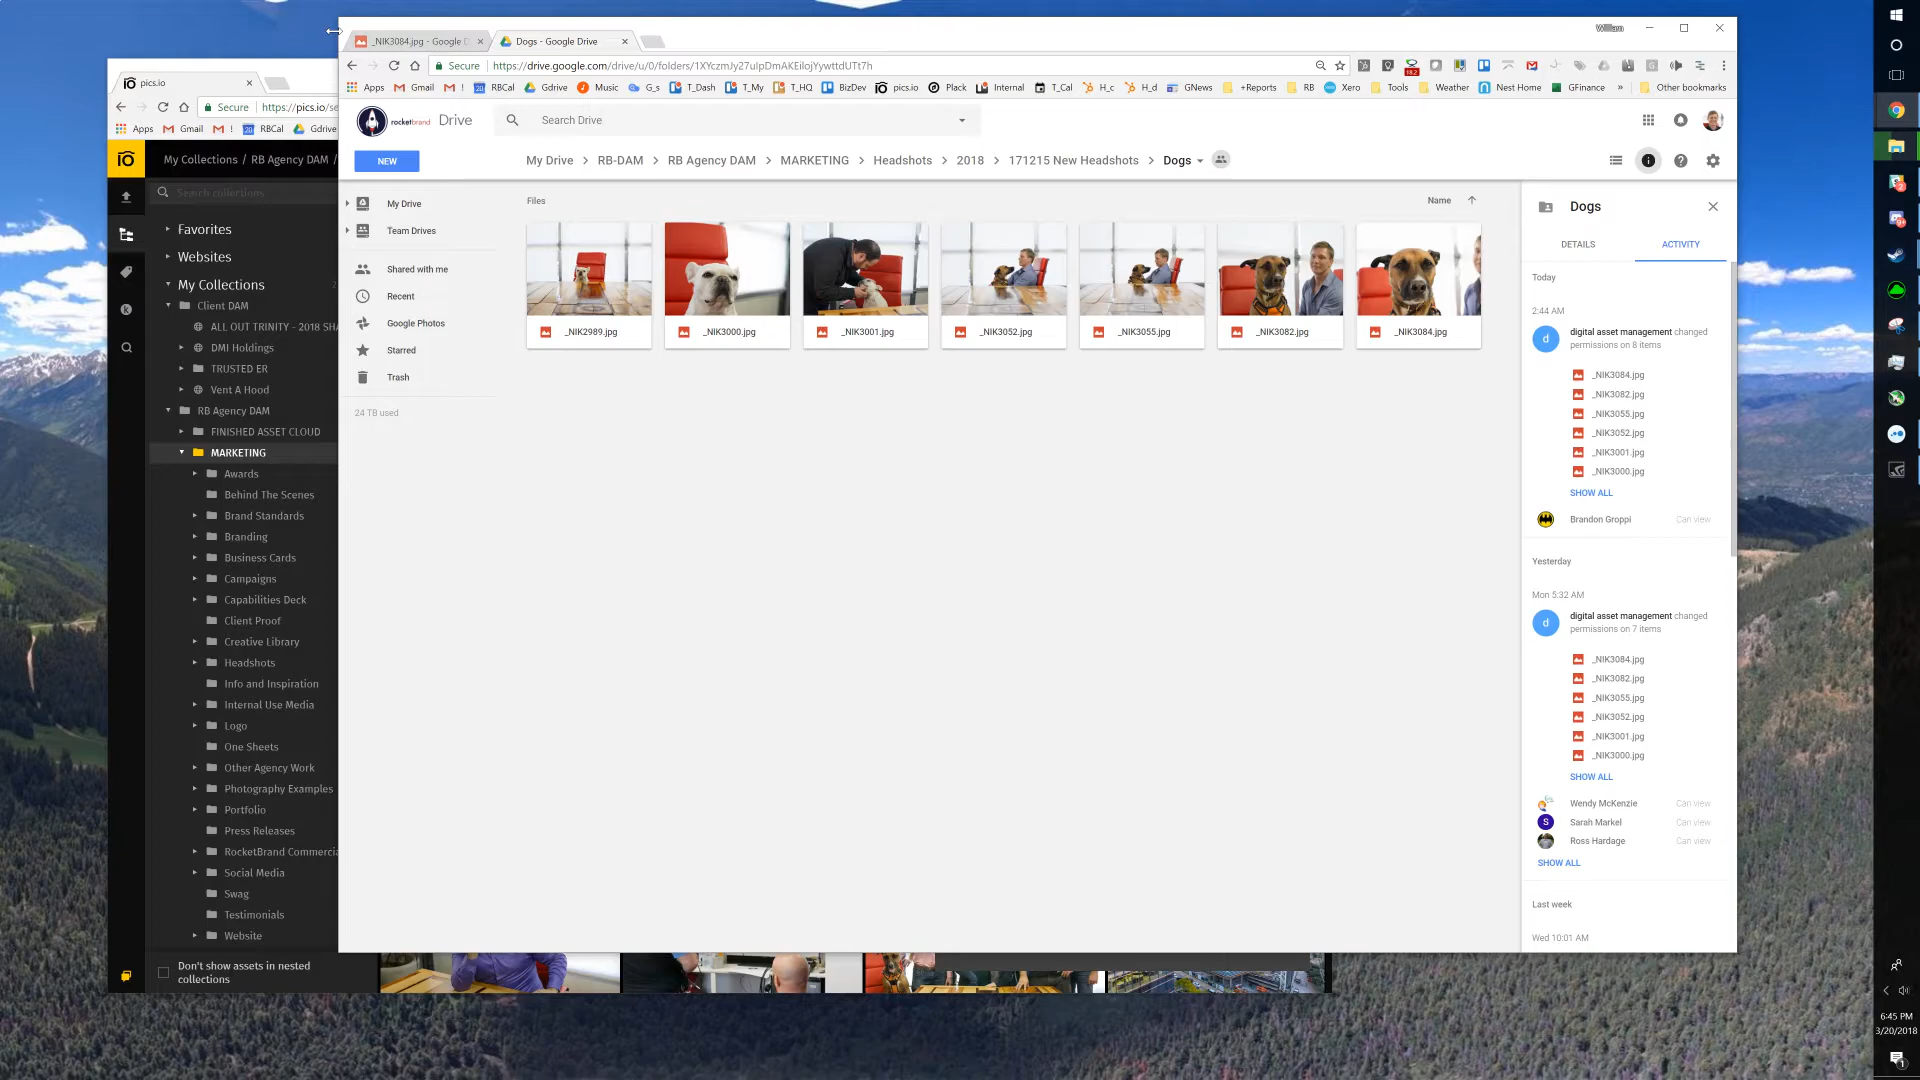 _NIK3084.jpg - Google D
Dogs - Google Drive
William
Secure
https://drive.google.com/drive/u/0/folders/1XYczmJy27uIpDmAKEilojYywttdUTt7h
18.2
Apps
Gmail
!
RBCal
Gdrive
Music
G_s
T_Dash
T_My
T_HQ
BizDev
pics.io
Plack
Internal
T_Cal
H_c
H_d
GNews
+Reports
RB
Xero
Tools
Weather
Nest Home
GFinance
»
Other bookmarks
rocketbrand
Drive
Search Drive
NEW
My Drive
RB-DAM
RB Agency DAM
MARKETING
Headshots
2018
171215 New Headshots
Dogs
My Drive
Team Drives
Shared with me
Recent
Google Photos
Starred
Trash
24 TB used
Files
Name
_NIK2989.jpg
_NIK3000.jpg
_NIK3001.jpg
_NIK3052.jpg
_NIK3055.jpg
_NIK3082.jpg
_NIK3084.jpg
Dogs
DETAILS
ACTIVITY
Today
2:44 AM
d
digital asset management changed
permissions on 8 items
_NIK3084.jpg
_NIK3082.jpg
_NIK3055.jpg
_NIK3052.jpg
_NIK3001.jpg
_NIK3000.jpg
SHOW ALL
Brandon Groppi
Can view
Yesterday
Mon 5:32 AM
d
digital asset management changed
permissions on 7 items
_NIK3084.jpg
_NIK3082.jpg
_NIK3055.jpg
_NIK3052.jpg
_NIK3001.jpg
_NIK3000.jpg
SHOW ALL
Wendy McKenzie
Can view
S
Sarah Markel
Can view
Ross Hardage
Can view
SHOW ALL
Last week
Wed 10:01 AM
pics.io
Secure
https://pics.io/se
Apps
Gmail
!
RBCal
Gdrive
My Collections / RB Agency DAM /
Search collections
Favorites
Websites
My Collections
2
Client DAM
ALL OUT TRINITY - 2018 SHA
DMI Holdings
TRUSTED ER
Vent A Hood
RB Agency DAM
FINISHED ASSET CLOUD
MARKETING
Awards
Behind The Scenes
Brand Standards
Branding
Business Cards
Campaigns
Capabilities Deck
Client Proof
Creative Library
Headshots
Info and Inspiration
Internal Use Media
Logo
One Sheets
Other Agency Work
Photography Examples
Portfolio
Press Releases
RocketBrand Commercia
Social Media
Swag
Testimonials
Website
Don't show assets in nested
collections
6:45 PM
3/20/2018